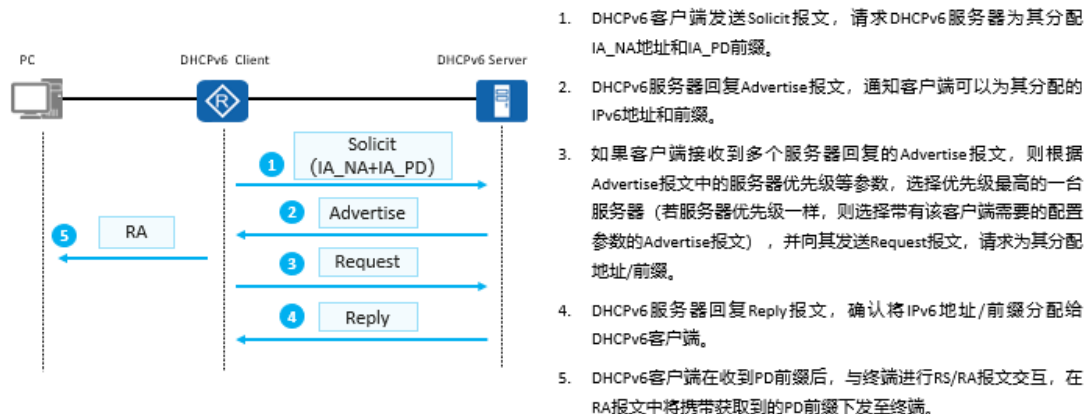 PC
DHCPv6 Client
DHCPv6 Server
R
1
Solicit
(IA_NA+IA_PD)
2
Advertise
5
RA
3
Request
4
Reply
1. DHCPv6客户端发送Solicit报文，请求DHCPv6服务器为其分配
IA_NA地址和IA_PD前缀。
2. DHCPv6服务器回复Advertise报文，通知客户端可以为其分配的
IPv6地址和前缀。
3. 如果客户端接收到多个服务器回复的Advertise报文，则根据
Advertise报文中的服务器优先级等参数，选择优先级最高的一台
服务器（若服务器优先级一样，则选择带有该客户端需要的配置
参数的Advertise报文），并向其发送Request报文，请求为其分配
地址/前缀。
4. DHCPv6服务器回复Reply报文，确认将IPv6地址/前缀分配给
DHCPv6客户端。
5. DHCPv6客户端在收到PD前缀后，与终端进行RS/RA报文交互，在
RA报文中将携带获取到的PD前缀下发至终端。